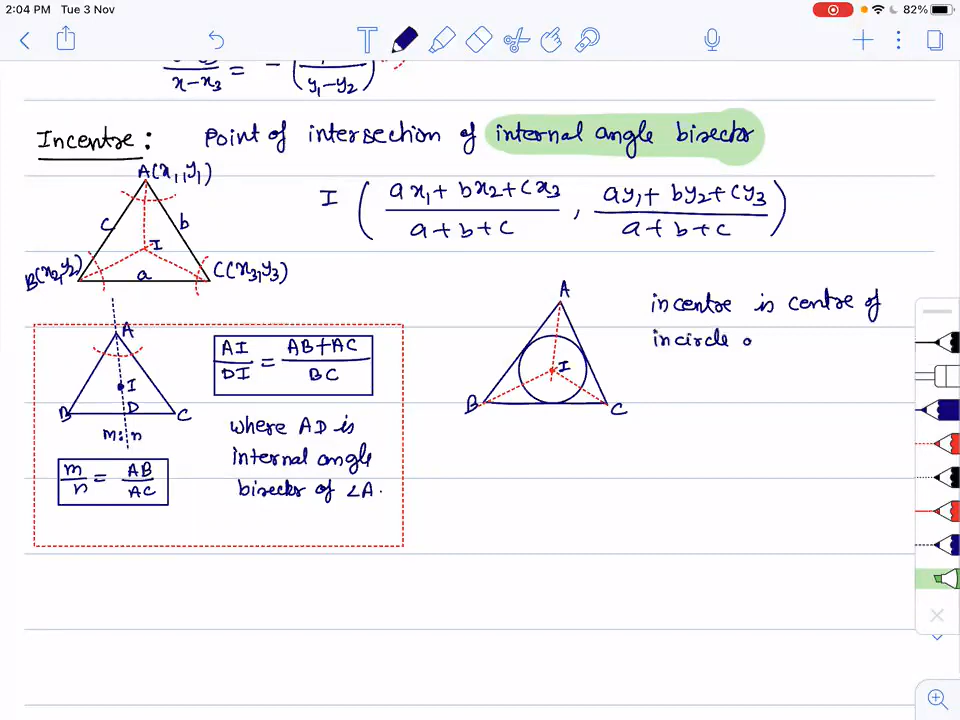 2:04 PM Tue 3 Nov
82%
T
x-x₃ = - ( y₁-y₂ )
Incentre : Point of intersection of internal angle bisector
A(x₁,y₁)
I ( ax₁+bx₂+cx₃ / a+b+c , ay₁+by₂+cy₃ / a+b+c )
c b
I
B(x₂,y₂) a C(x₃,y₃)
A
AI/DI = AB+AC/BC
I
B D C
m:n
where AD is
internal angle
bisector of ∠A.
m/n = AB/AC
A
I
B C
incentre is centre of
incircle o